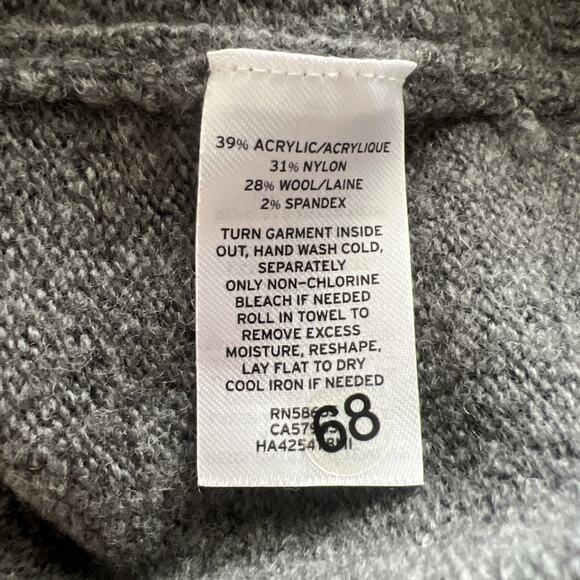 39% ACRYLIC/ACRYLIQUE
31% NYLON
28% WOOL/LAINE
2% SPANDEX
TURN GARMENT INSIDE
OUT, HAND WASH COLD,
SEPARATELY
ONLY NON-CHLORINE
BLEACH IF NEEDED
ROLL IN TOWEL TO
REMOVE EXCESS
MOISTURE, RESHAPE,
LAY FLAT TO DRY
COOL IRON IF NEEDED
68